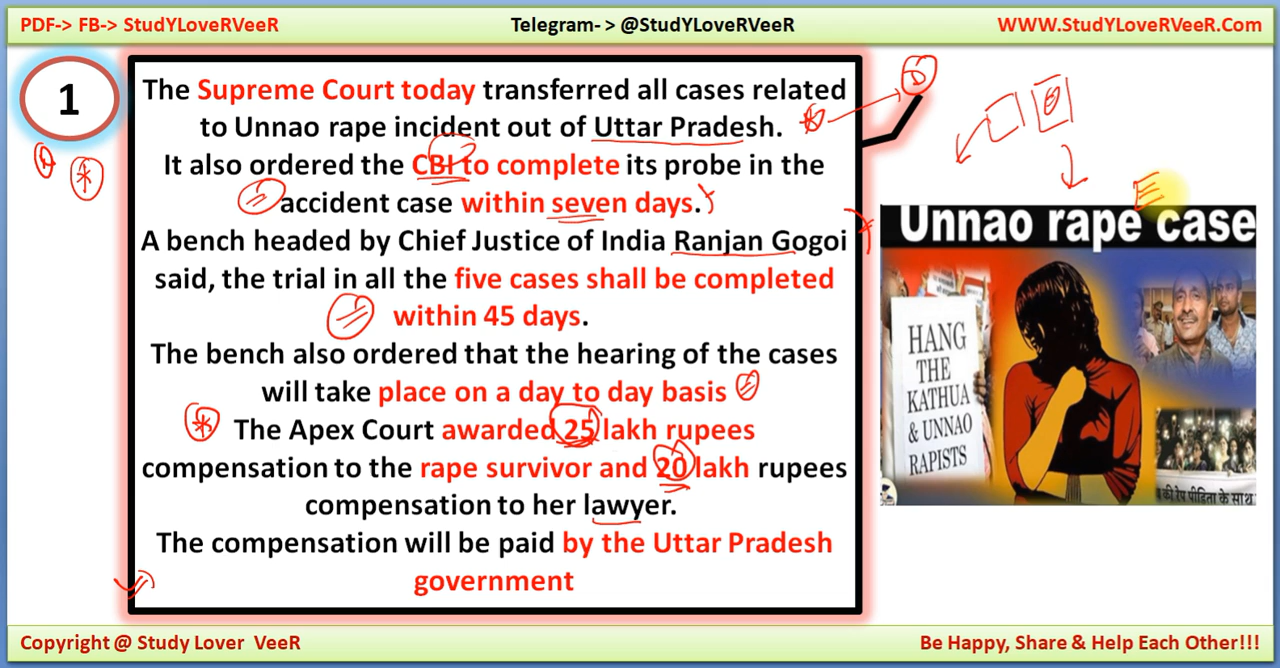 PDF-> FB-> StudYLoveRVeeR
Telegram- > @StudYLoveRVeeR
WWW.StudYLoveRVeeR.Com
1
The Supreme Court today transferred all cases related
to Unnao rape incident out of Uttar Pradesh.
It also ordered the CBI to complete its probe in the
accident case within seven days.
A bench headed by Chief Justice of India Ranjan Gogoi
said, the trial in all the five cases shall be completed
within 45 days.
The bench also ordered that the hearing of the cases
will take place on a day to day basis
The Apex Court awarded 25 lakh rupees
compensation to the rape survivor and 20 lakh rupees
compensation to her lawyer.
The compensation will be paid by the Uttar Pradesh
government
Unnao rape case
HANG
THE
KATHUA
& UNNAO
RAPISTS
की रेप पीड़िता के साथ
Copyright @ Study Lover VeeR
Be Happy, Share & Help Each Other!!!